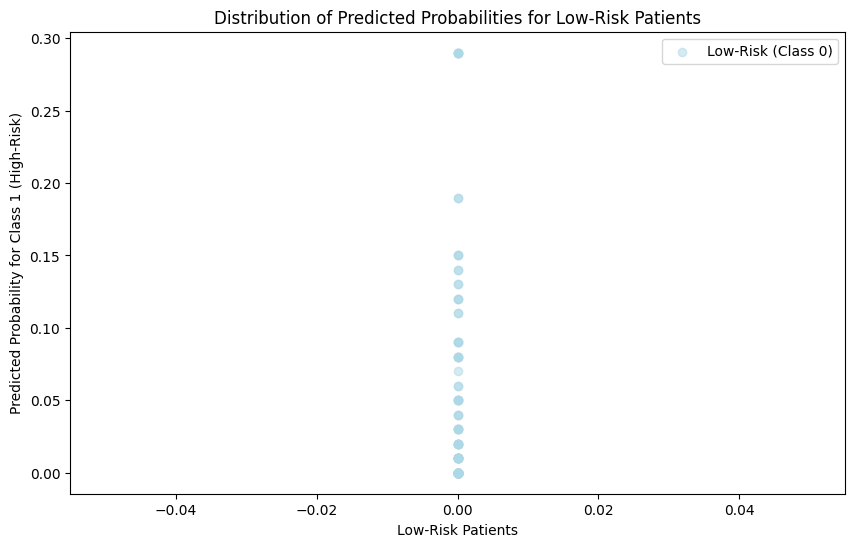 Distribution of Predicted Probabilities for Low-Risk Patients
Low-Risk (Class 0)
Predicted Probability for Class 1 (High-Risk)
0.30
0.25
0.20
0.15
0.10
0.05
0.00
−0.04 −0.02 0.00 0.02 0.04
Low-Risk Patients